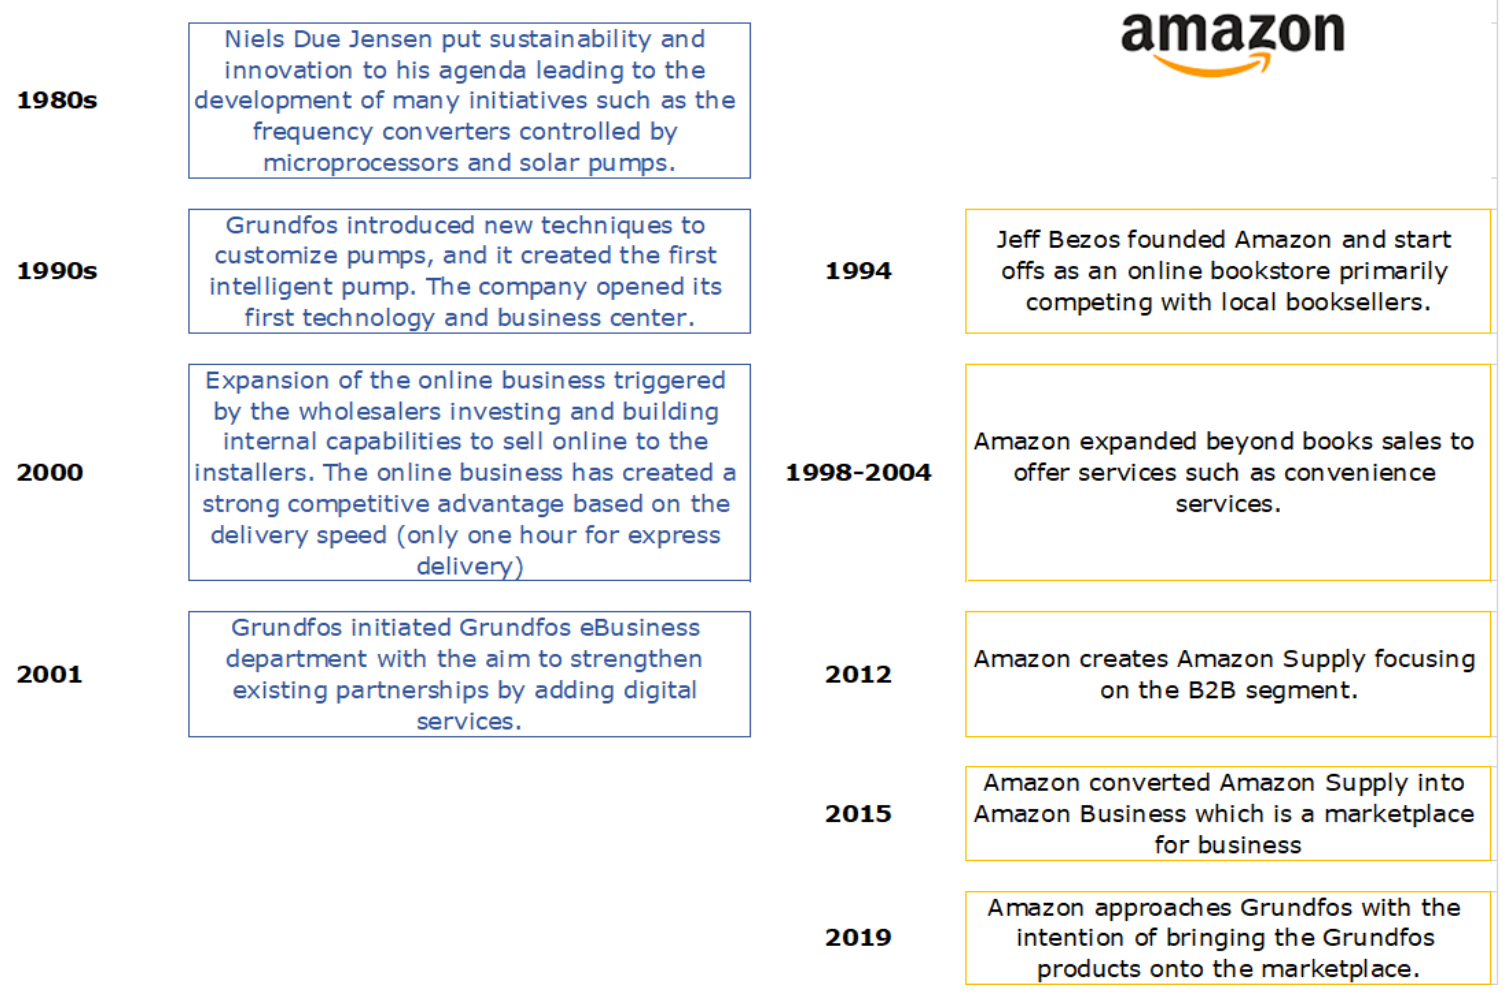 amazon
1980s
Niels Due Jensen put sustainability and
innovation to his agenda leading to the
development of many initiatives such as the
frequency converters controlled by
microprocessors and solar pumps.
1990s
Grundfos introduced new techniques to
customize pumps, and it created the first
intelligent pump. The company opened its
first technology and business center.
1994
Jeff Bezos founded Amazon and start
offs as an online bookstore primarily
competing with local booksellers.
2000
Expansion of the online business triggered
by the wholesalers investing and building
internal capabilities to sell online to the
installers. The online business has created a
strong competitive advantage based on the
delivery speed (only one hour for express
delivery)
1998-2004
Amazon expanded beyond books sales to
offer services such as convenience
services.
2001
Grundfos initiated Grundfos eBusiness
department with the aim to strengthen
existing partnerships by adding digital
services.
2012
Amazon creates Amazon Supply focusing
on the B2B segment.
2015
Amazon converted Amazon Supply into
Amazon Business which is a marketplace
for business
2019
Amazon approaches Grundfos with the
intention of bringing the Grundfos
products onto the marketplace.